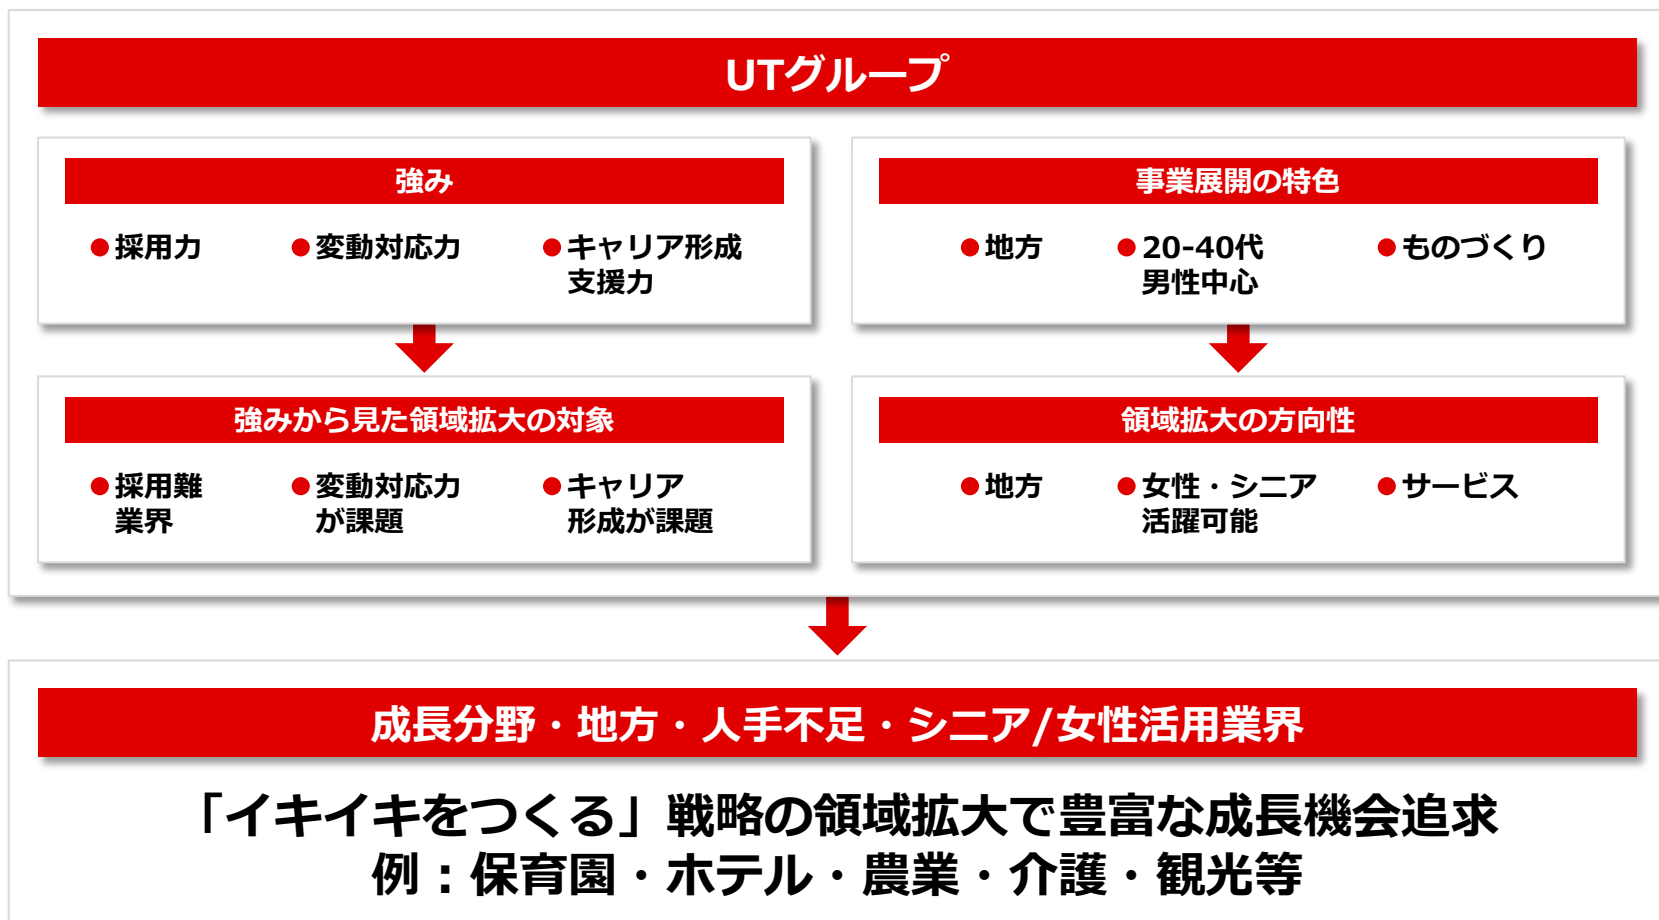 UTグループ
強み
●採用力
●変動対応力
●キャリア形成
支援力
事業展開の特色
●地方
●20-40代
男性中心
●ものづくり
強みから見た領域拡大の対象
●採用難
業界
●変動対応力
が課題
●キャリア
形成が課題
領域拡大の方向性
●地方
●女性・シニア
活躍可能
●サービス
成長分野・地方・人手不足・シニア/女性活用業界
「イキイキをつくる」戦略の領域拡大で豊富な成長機会追求
例：保育園・ホテル・農業・介護・観光等